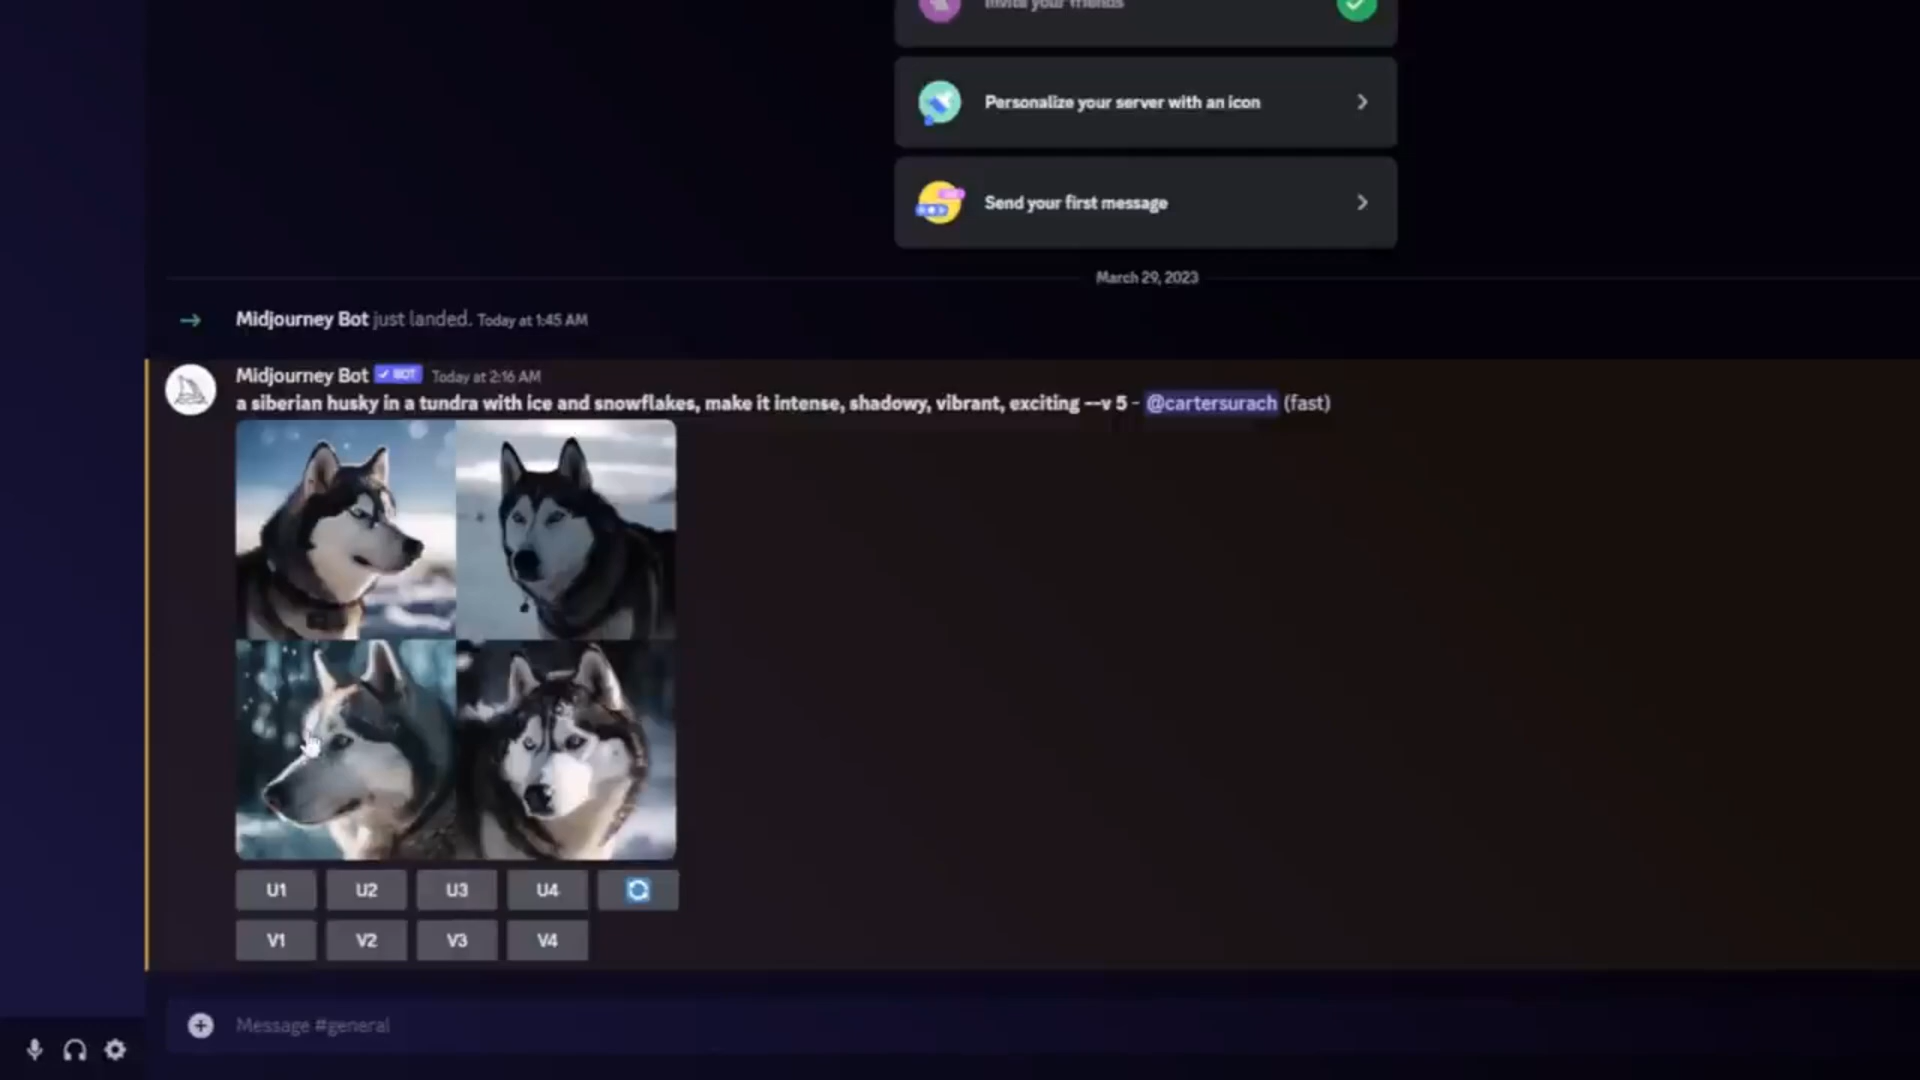 Invite your friends
Personalize your server with an icon
Send your first message
March 29, 2023
Midjourney Bot just landed. Today at 1:45 AM
Midjourney Bot ✓ BOT Today at 2:16 AM
a siberian husky in a tundra with ice and snowflakes, make it intense, shadowy, vibrant, exciting --v 5 - @cartersurach (fast)
U1 U2 U3 U4
V1 V2 V3 V4
Message #general